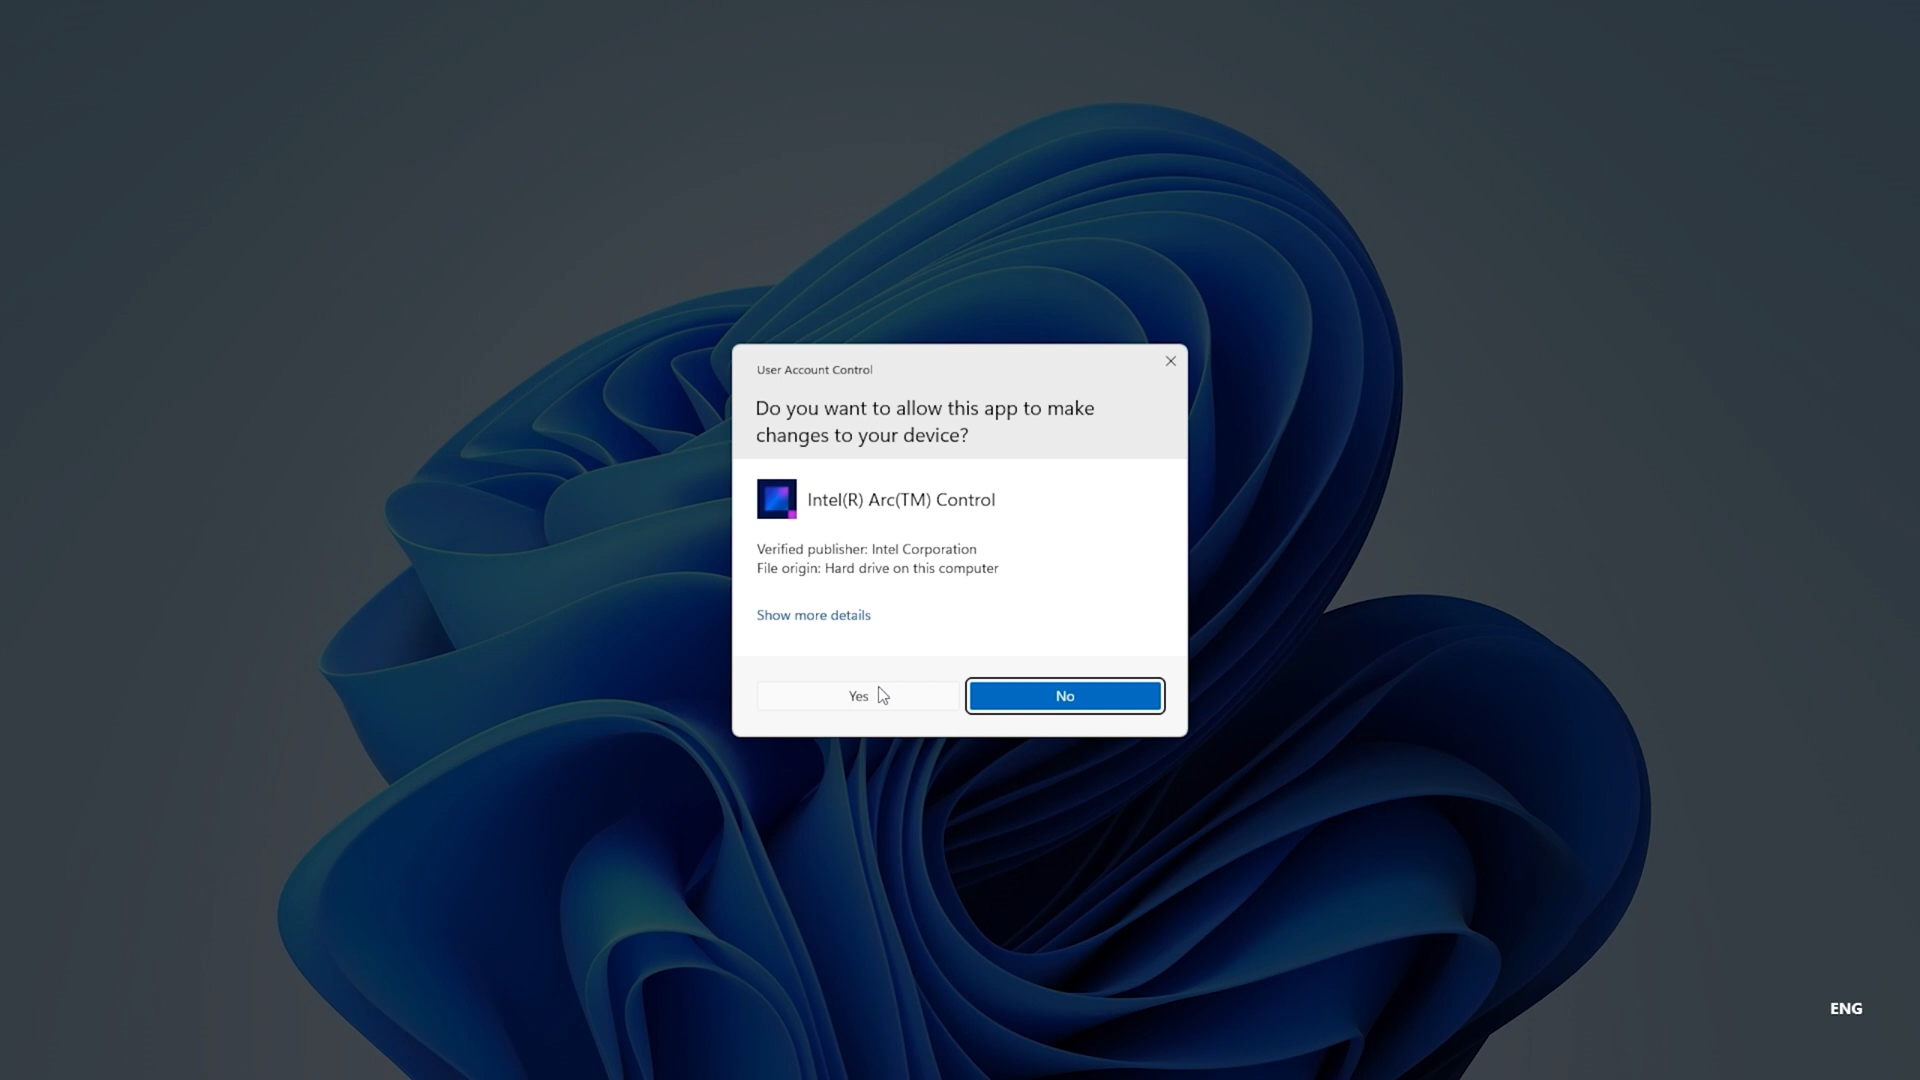 User Account Control
Do you want to allow this app to make
changes to your device?
Intel(R) Arc(TM) Control
Verified publisher: Intel Corporation
File origin: Hard drive on this computer
Show more details
Yes
No
ENG